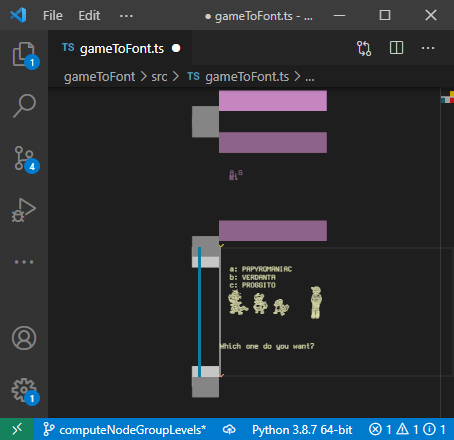 File Edit ··· ● gameToFont.ts - ...
TS gameToFont.ts ●
gameToFont > src > TS gameToFont.ts > ...
1
4
1
a: PAPYROMANIAC
b: VERDANTA
c: PROGGITO
Which one do you want?
computeNodeGroupLevels* Python 3.8.7 64-bit 1 1 1